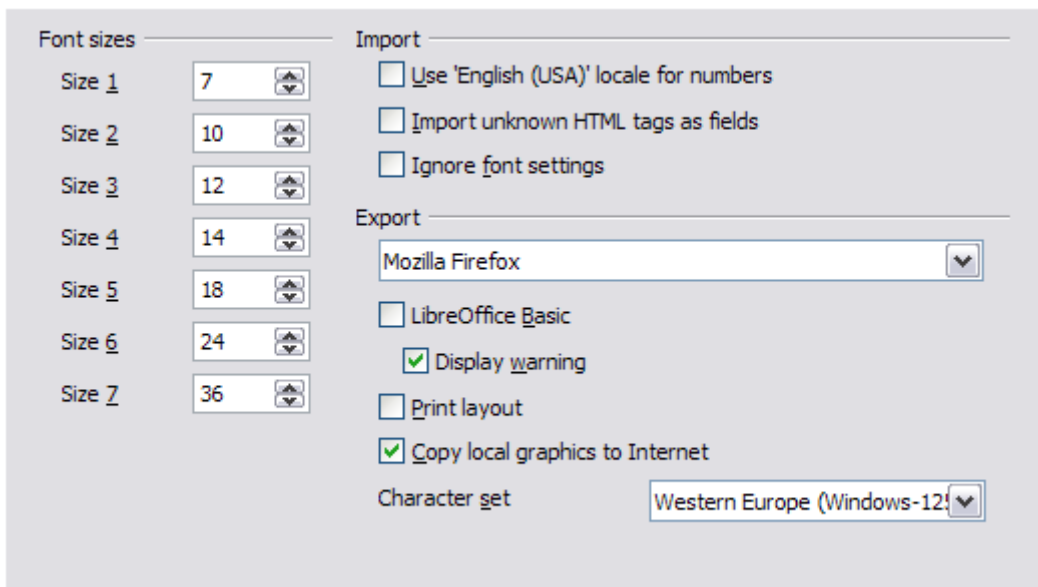 Font sizes
Size 1 7
Size 2 10
Size 3 12
Size 4 14
Size 5 18
Size 6 24
Size 7 36
Import
Use 'English (USA)' locale for numbers
Import unknown HTML tags as fields
Ignore font settings
Export
Mozilla Firefox
LibreOffice Basic
Display warning
Print layout
Copy local graphics to Internet
Character set Western Europe (Windows-125